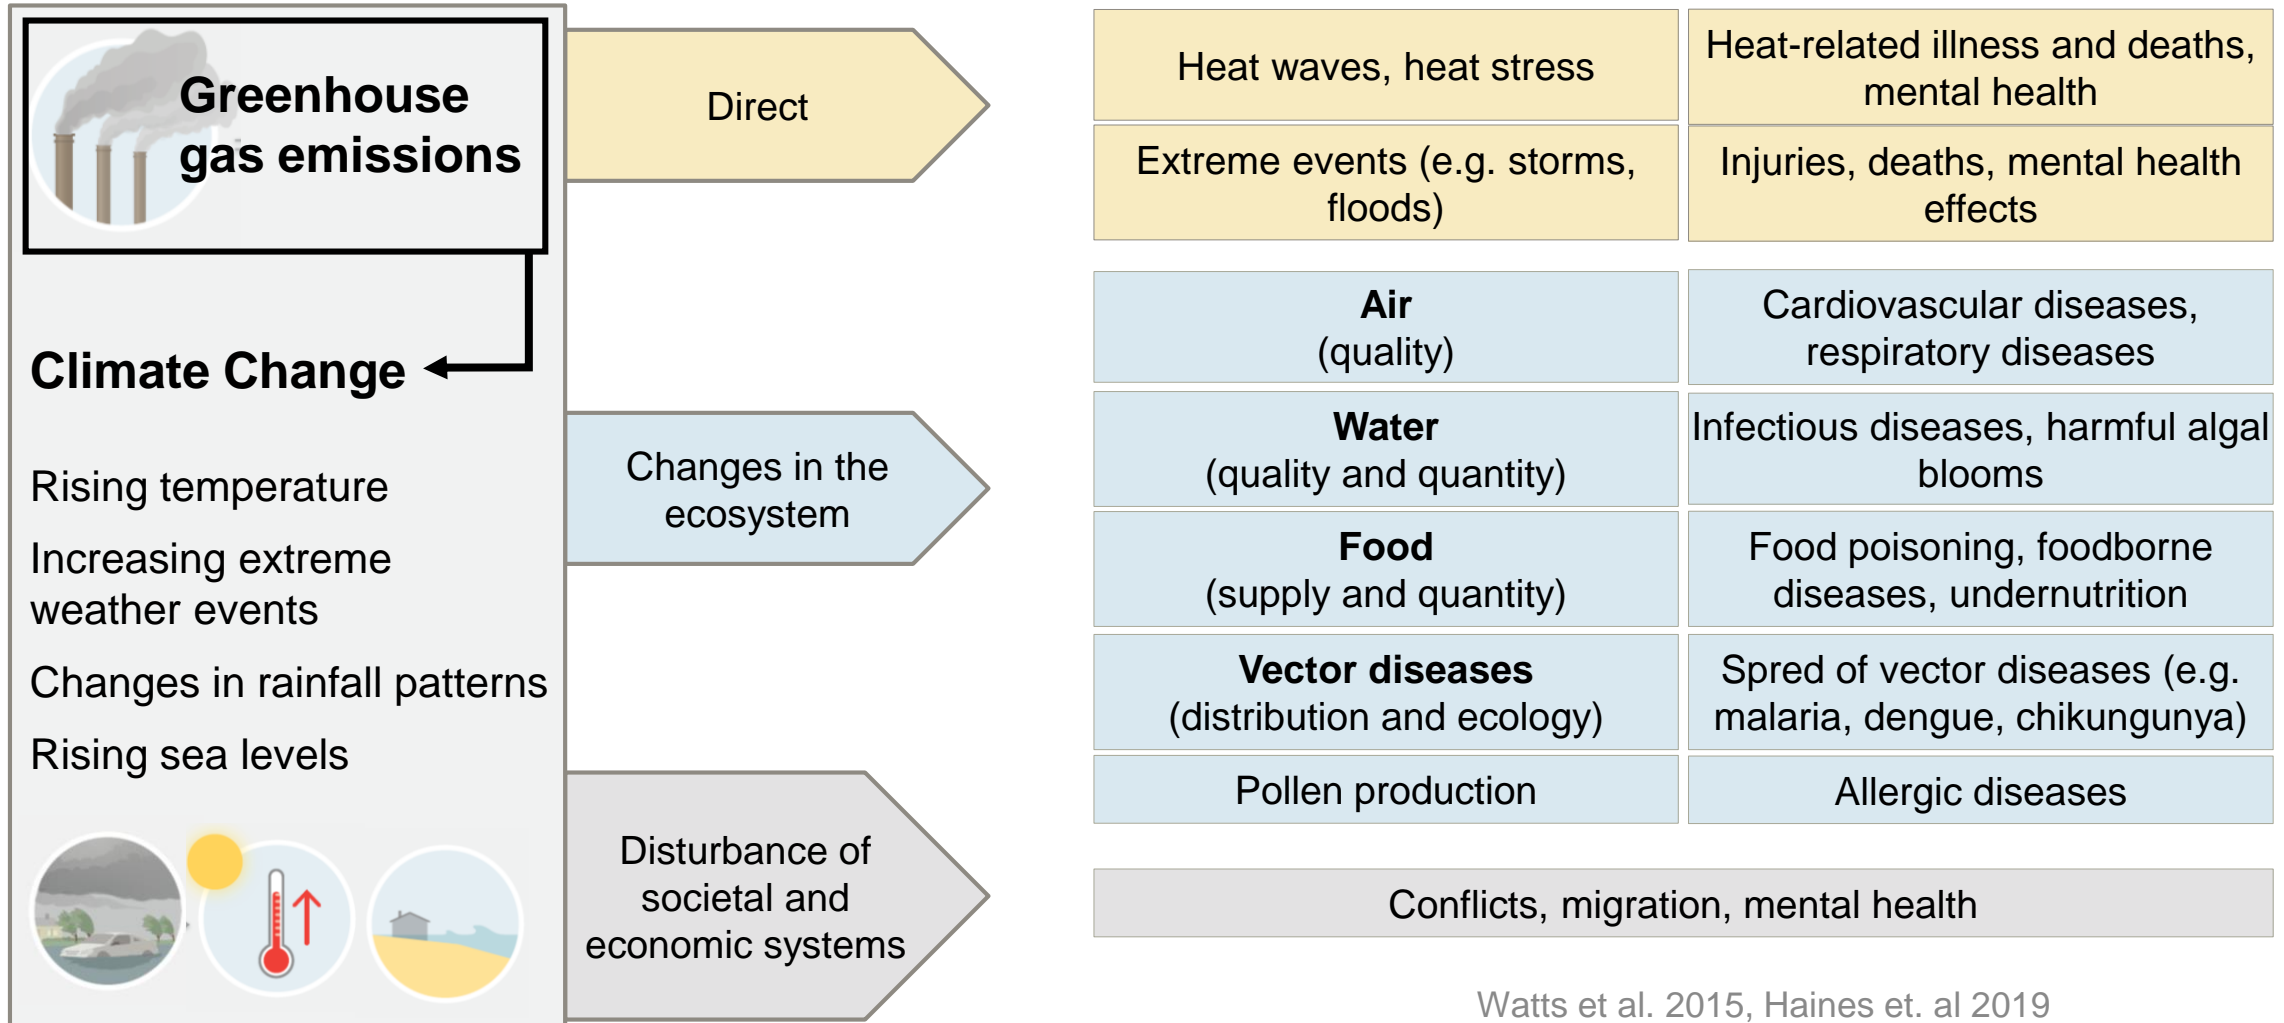 Greenhouse
gas emissions
Climate Change
Rising temperature
Increasing extreme
weather events
Changes in rainfall patterns
Rising sea levels
Direct
Heat waves, heat stress
Heat-related illness and deaths,
mental health
Extreme events (e.g. storms,
floods)
Injuries, deaths, mental health
effects
Changes in the
ecosystem
Air
(quality)
Cardiovascular diseases,
respiratory diseases
Water
(quality and quantity)
Infectious diseases, harmful algal
blooms
Food
(supply and quantity)
Food poisoning, foodborne
diseases, undernutrition
Vector diseases
(distribution and ecology)
Spred of vector diseases (e.g.
malaria, dengue, chikungunya)
Pollen production
Allergic diseases
Disturbance of
societal and
economic systems
Conflicts, migration, mental health
Watts et al. 2015, Haines et. al 2019